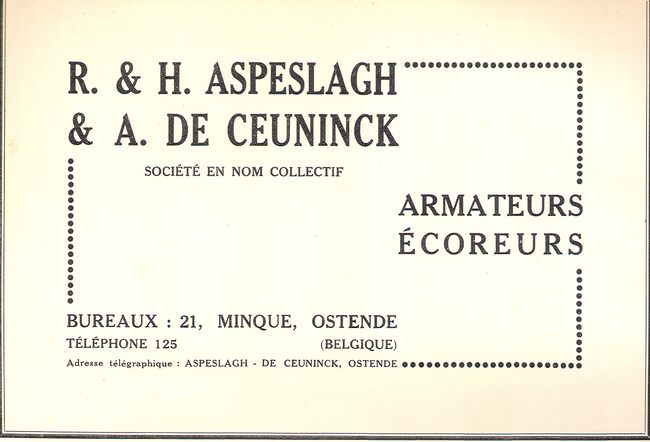 R. & H. ASPESLAGH
& A. DE CEUNINCK
SOCIÉTÉ EN NOM COLLECTIF
ARMATEURS
ÉCOREURS
BUREAUX : 21, MINQUE, OSTENDE
TÉLÉPHONE 125 (BELGIQUE)
Adresse télégraphique : ASPESLAGH - DE CEUNINCK, OSTENDE